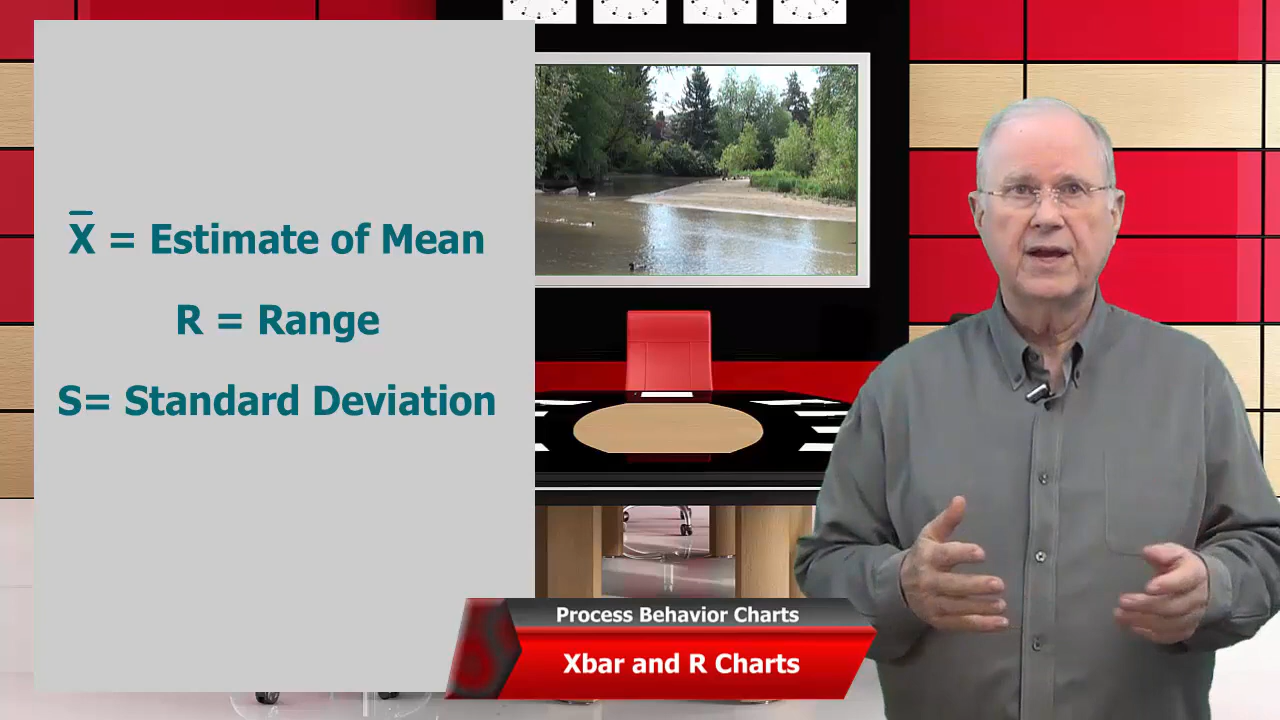 X̅ = Estimate of Mean
R = Range
S= Standard Deviation
Process Behavior Charts
Xbar and R Charts